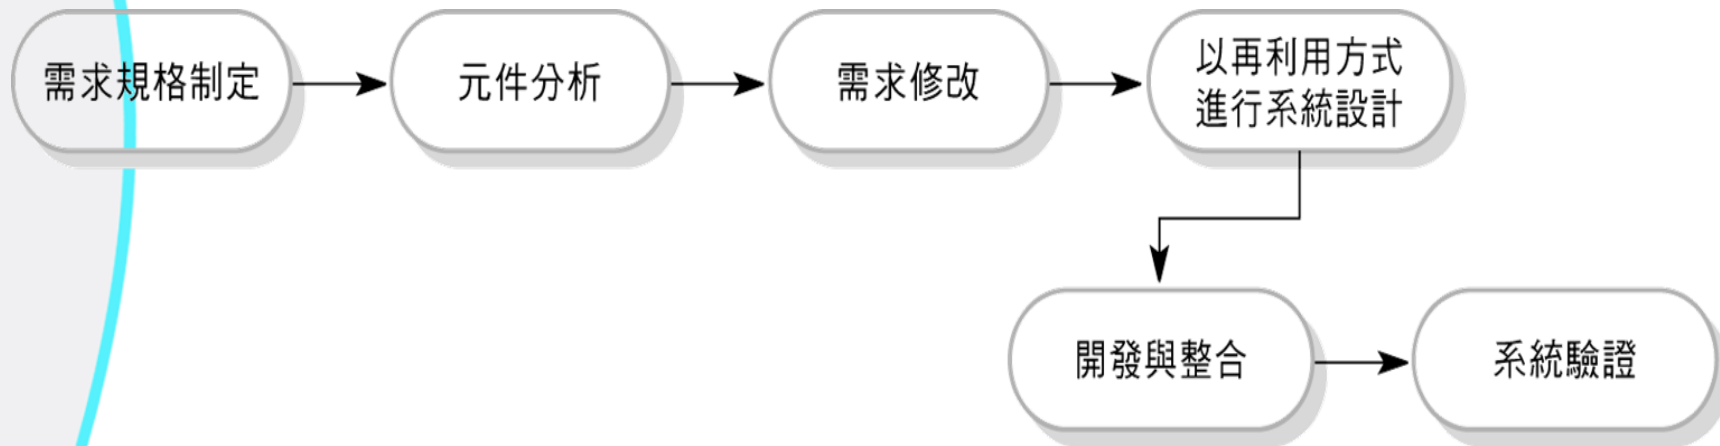 需求規格制定
元件分析
需求修改
以再利用方式
進行系統設計
開發與整合
系統驗證